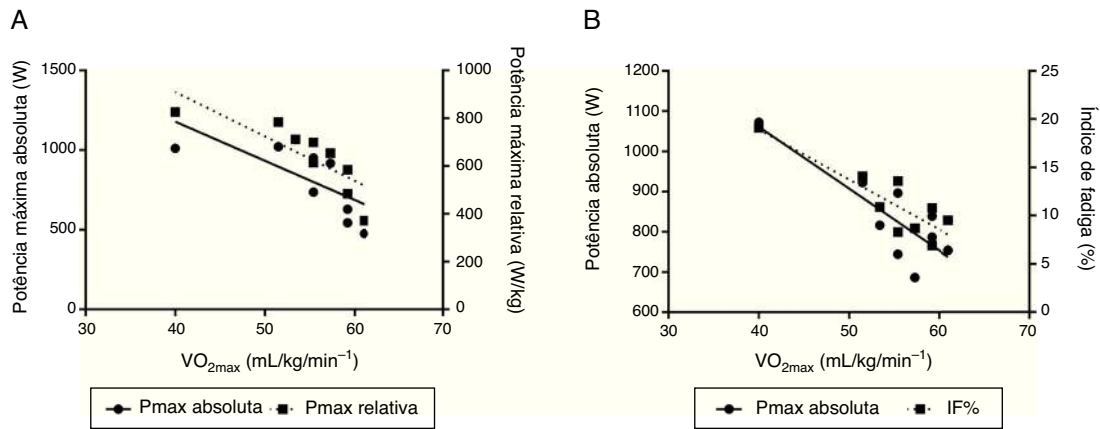 A
Potência máxima absoluta (W)
1500
1000
500
0
Potência máxima relativa (W/kg)
1000
800
600
400
200
0
30
40
50
60
70
VO2max (mL/kg/min⁻¹)
Pmax absoluta
Pmax relativa
B
Potência absoluta (W)
1200
1100
1000
900
800
700
600
Índice de fadiga (%)
25
20
15
10
5
0
30
40
50
60
70
VO2max (mL/kg/min⁻¹)
Pmax absoluta
IF%